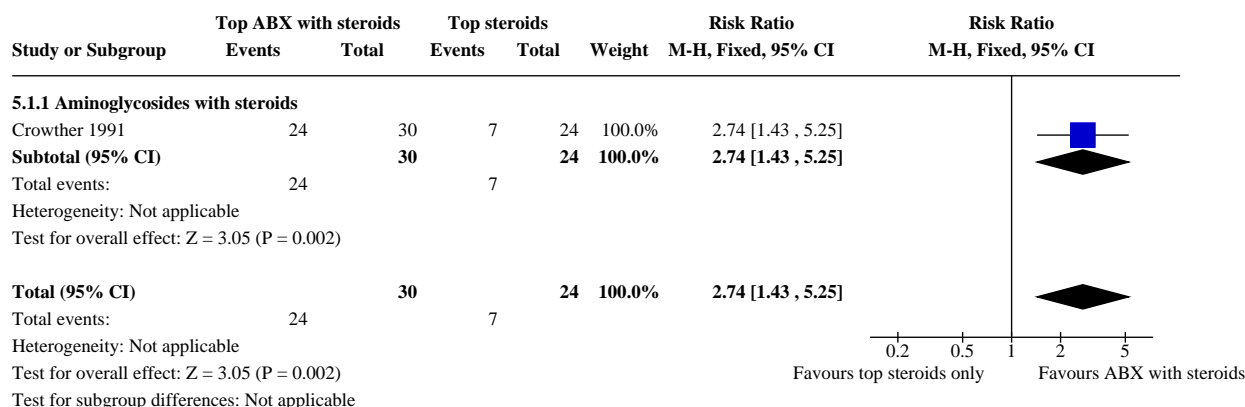 Top ABX with steroids Top steroids Risk Ratio Risk Ratio
Study or Subgroup Events Total Events Total Weight M-H, Fixed, 95% CI M-H, Fixed, 95% CI
5.1.1 Aminoglycosides with steroids
Crowther 1991 24 30 7 24 100.0% 2.74 [1.43 , 5.25]
Subtotal (95% CI) 30 24 100.0% 2.74 [1.43 , 5.25]
Total events: 24 7
Heterogeneity: Not applicable
Test for overall effect: Z = 3.05 (P = 0.002)
Total (95% CI) 30 24 100.0% 2.74 [1.43 , 5.25]
Total events: 24 7
Heterogeneity: Not applicable 0.2 0.5 1 2 5
Test for overall effect: Z = 3.05 (P = 0.002) Favours top steroids only Favours ABX with steroids
Test for subgroup differences: Not applicable